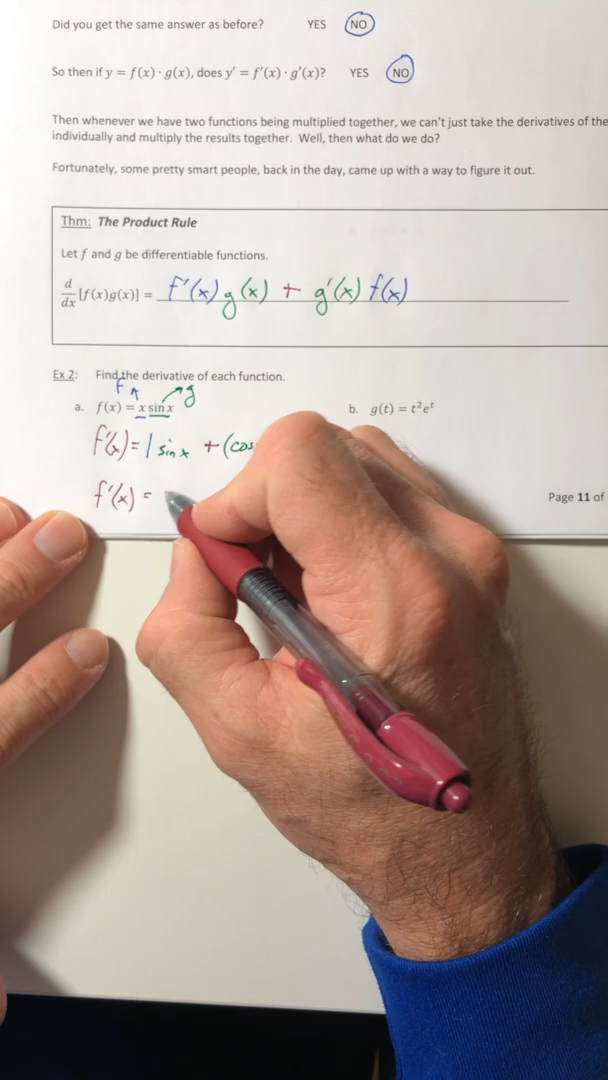 Did you get the same answer as before? YES NO
So then if y = f(x) · g(x), does y' = f'(x) · g'(x)? YES NO
Then whenever we have two functions being multiplied together, we can't just take the derivatives of the
individually and multiply the results together. Well, then what do we do?
Fortunately, some pretty smart people, back in the day, came up with a way to figure it out.
Thm: The Product Rule
Let f and g be differentiable functions.
d/dx [f(x)g(x)] = f'(x) g(x) + g'(x) f(x)
Ex 2: Find the derivative of each function.
f g
a. f(x) = x sin x b. g(t) = t²eᵗ
f'(x) = 1 sin x + (cos
f'(x) =
Page 11 of